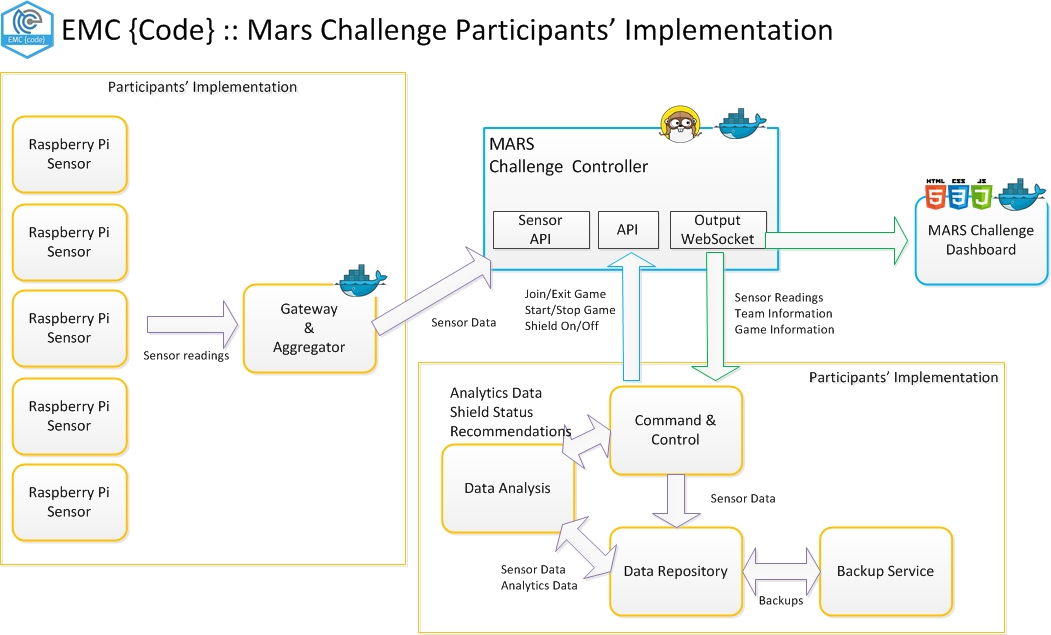 EMC {code}
EMC {Code} :: Mars Challenge Participants' Implementation
Participants' Implementation
Raspberry Pi
Sensor
Raspberry Pi
Sensor
Raspberry Pi
Sensor
Raspberry Pi
Sensor
Raspberry Pi
Sensor
Sensor readings
Gateway
&
Aggregator
Sensor Data
MARS
Challenge Controller
Sensor
API
API
Output
WebSocket
HTML
CSS
JS
5
3
MARS Challenge
Dashboard
Join/Exit Game
Start/Stop Game
Shield On/Off
Sensor Readings
Team Information
Game Information
Participants' Implementation
Analytics Data
Shield Status
Recommendations
Command &
Control
Data Analysis
Sensor Data
Sensor Data
Analytics Data
Data Repository
Backups
Backup Service